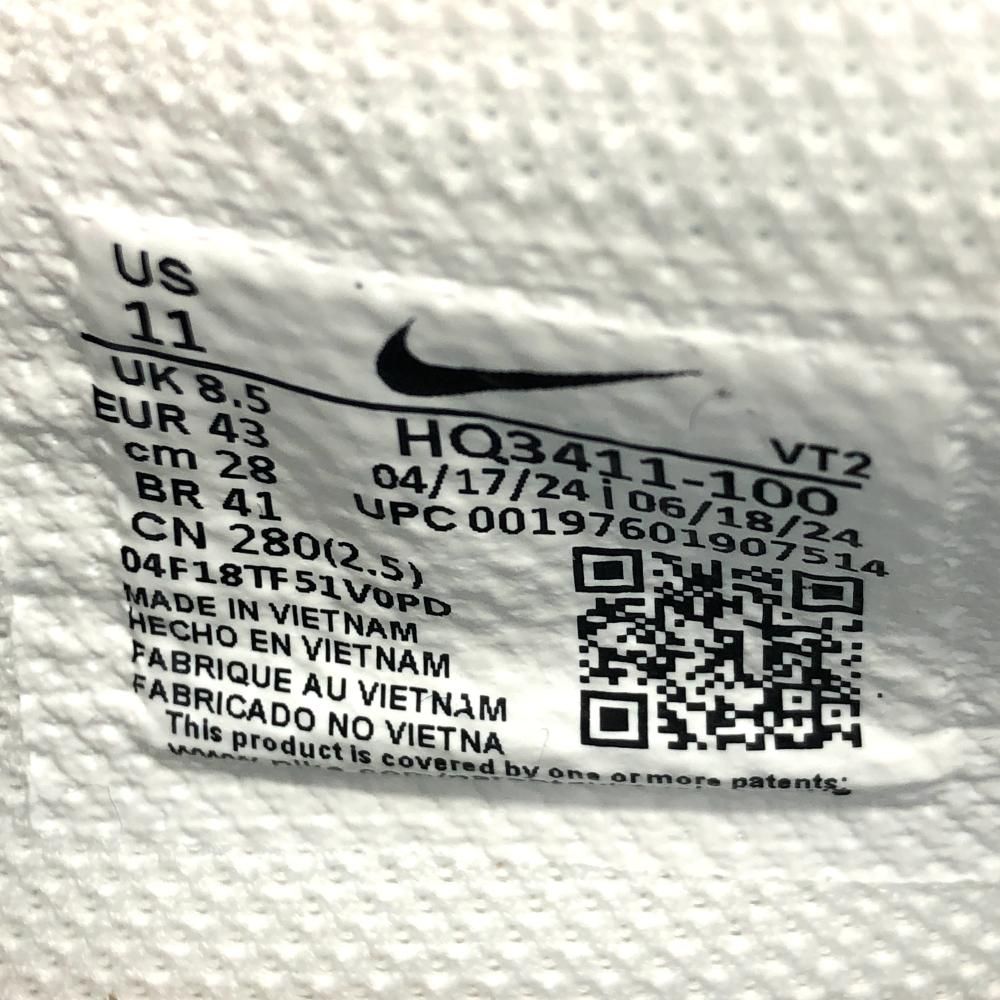 US
11
UK 8.5
EUR 43
cm 28
BR 41
CN 280(2.5)
04F18TF51V0PD
MADE IN VIETNAM
HECHO EN VIETNAM
FABRIQUE AU VIETNAM
FABRICADO NO VIETNA
This product is covered by one or more patents:
VT2
HQ3411-100
04/17/24 i 06/18/24
UPC 00197601907514